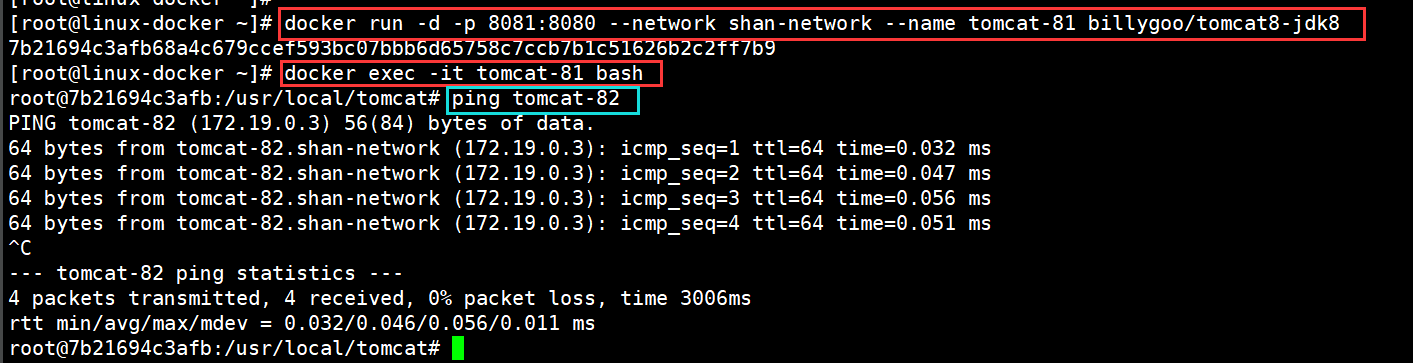 [root@linux-docker ~]#
[root@linux-docker ~]# docker run -d -p 8081:8080 --network shan-network --name tomcat-81 billygoo/tomcat8-jdk8
7b21694c3afb68a4c679ccef593bc07bbb6d65758c7ccb7b1c51626b2c2ff7b9
[root@linux-docker ~]# docker exec -it tomcat-81 bash
root@7b21694c3afb:/usr/local/tomcat# ping tomcat-82
PING tomcat-82 (172.19.0.3) 56(84) bytes of data.
64 bytes from tomcat-82.shan-network (172.19.0.3): icmp_seq=1 ttl=64 time=0.032 ms
64 bytes from tomcat-82.shan-network (172.19.0.3): icmp_seq=2 ttl=64 time=0.047 ms
64 bytes from tomcat-82.shan-network (172.19.0.3): icmp_seq=3 ttl=64 time=0.056 ms
64 bytes from tomcat-82.shan-network (172.19.0.3): icmp_seq=4 ttl=64 time=0.051 ms
^C
--- tomcat-82 ping statistics ---
4 packets transmitted, 4 received, 0% packet loss, time 3006ms
rtt min/avg/max/mdev = 0.032/0.046/0.056/0.011 ms
root@7b21694c3afb:/usr/local/tomcat#